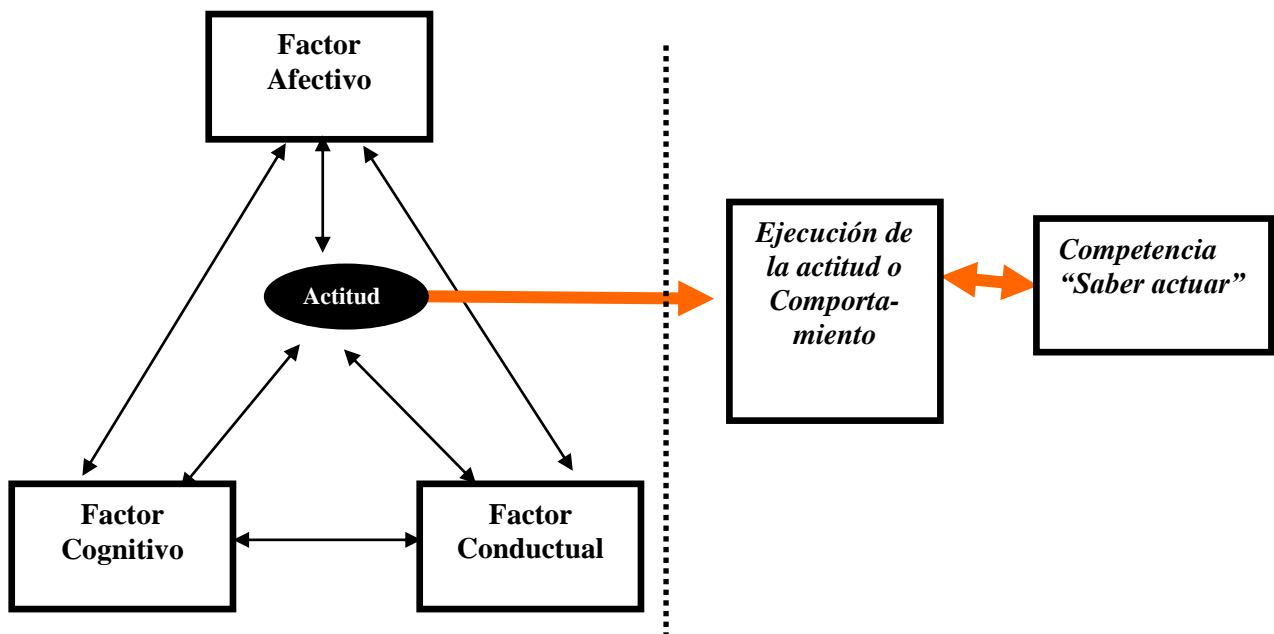 Factor
Afectivo
Actitud
Ejecución de
la actitud o
Comporta-
miento
Competencia
“Saber actuar”
Factor
Cognitivo
Factor
Conductual